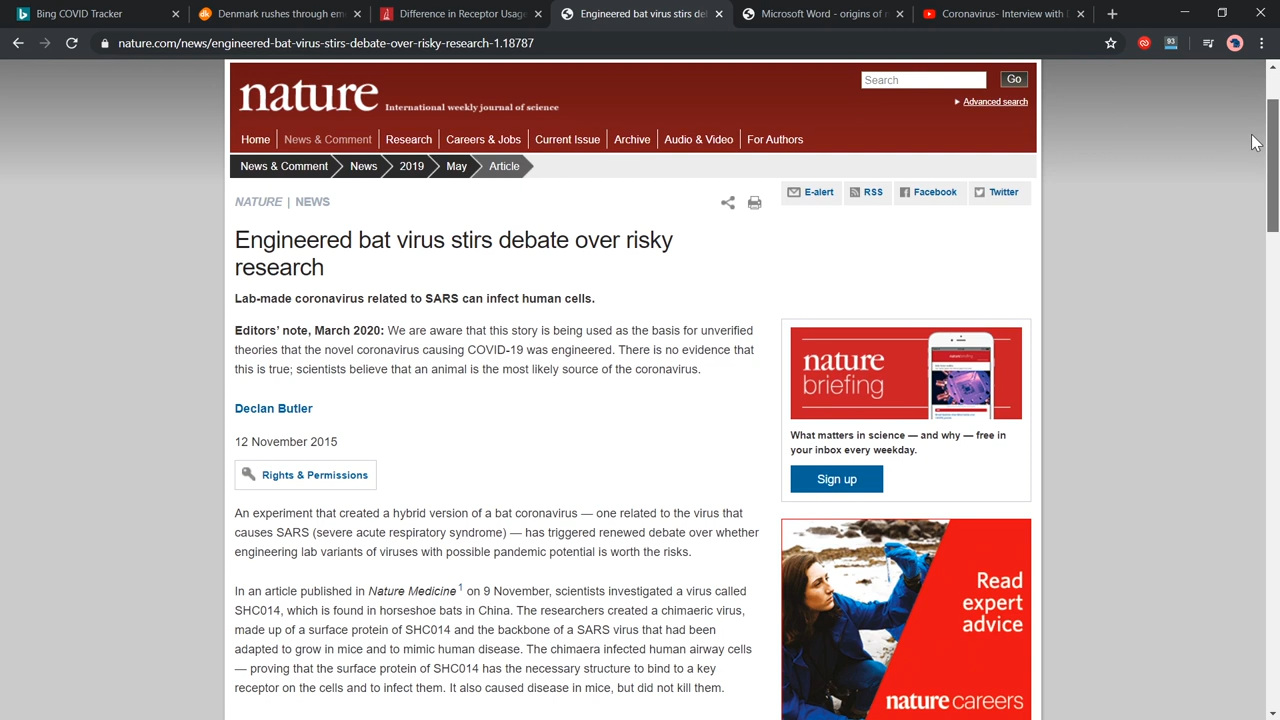 Bing COVID Tracker
Denmark runs through em
Difference in Receptor Usag
Engineered bat virus stirs de
Microsoft Word - origins of n
Coronavirus- Interview with D
nature.com/news/engineered-bat-virus-stirs-debate-over-risky-research-1.18787
93
nature International weekly journal of science
Search
Go
Advanced search
Home
News & Comment
Research
Careers & Jobs
Current Issue
Archive
Audio & Video
For Authors
News & Comment
News
2019
May
Article
E-alert
RSS
Facebook
Twitter
NATURE | NEWS
Engineered bat virus stirs debate over risky
research
Lab-made coronavirus related to SARS can infect human cells.
Editors' note, March 2020: We are aware that this story is being used as the basis for unverified
theories that the novel coronavirus causing COVID-19 was engineered. There is no evidence that
this is true; scientists believe that an animal is the most likely source of the coronavirus.
Declan Butler
12 November 2015
Rights & Permissions
An experiment that created a hybrid version of a bat coronavirus — one related to the virus that
causes SARS (severe acute respiratory syndrome) — has triggered renewed debate over whether
engineering lab variants of viruses with possible pandemic potential is worth the risks.
In an article published in Nature Medicine1 on 9 November, scientists investigated a virus called
SHC014, which is found in horseshoe bats in China. The researchers created a chimaeric virus,
made up of a surface protein of SHC014 and the backbone of a SARS virus that had been
adapted to grow in mice and to mimic human disease. The chimaera infected human airway cells
— proving that the surface protein of SHC014 has the necessary structure to bind to a key
receptor on the cells and to infect them. It also caused disease in mice, but did not kill them.
nature
briefing
What matters in science — and why — free in
your inbox every weekday.
Sign up
Read
expert
advice
nature careers